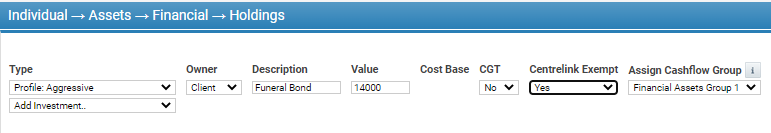 Individual → Assets → Financial → Holdings
Type Owner Description Value Cost Base CGT Centrelink Exempt Assign Cashflow Group i
Profile: Aggressive Client Funeral Bond 14000 No Yes Financial Assets Group 1
Add Investment..